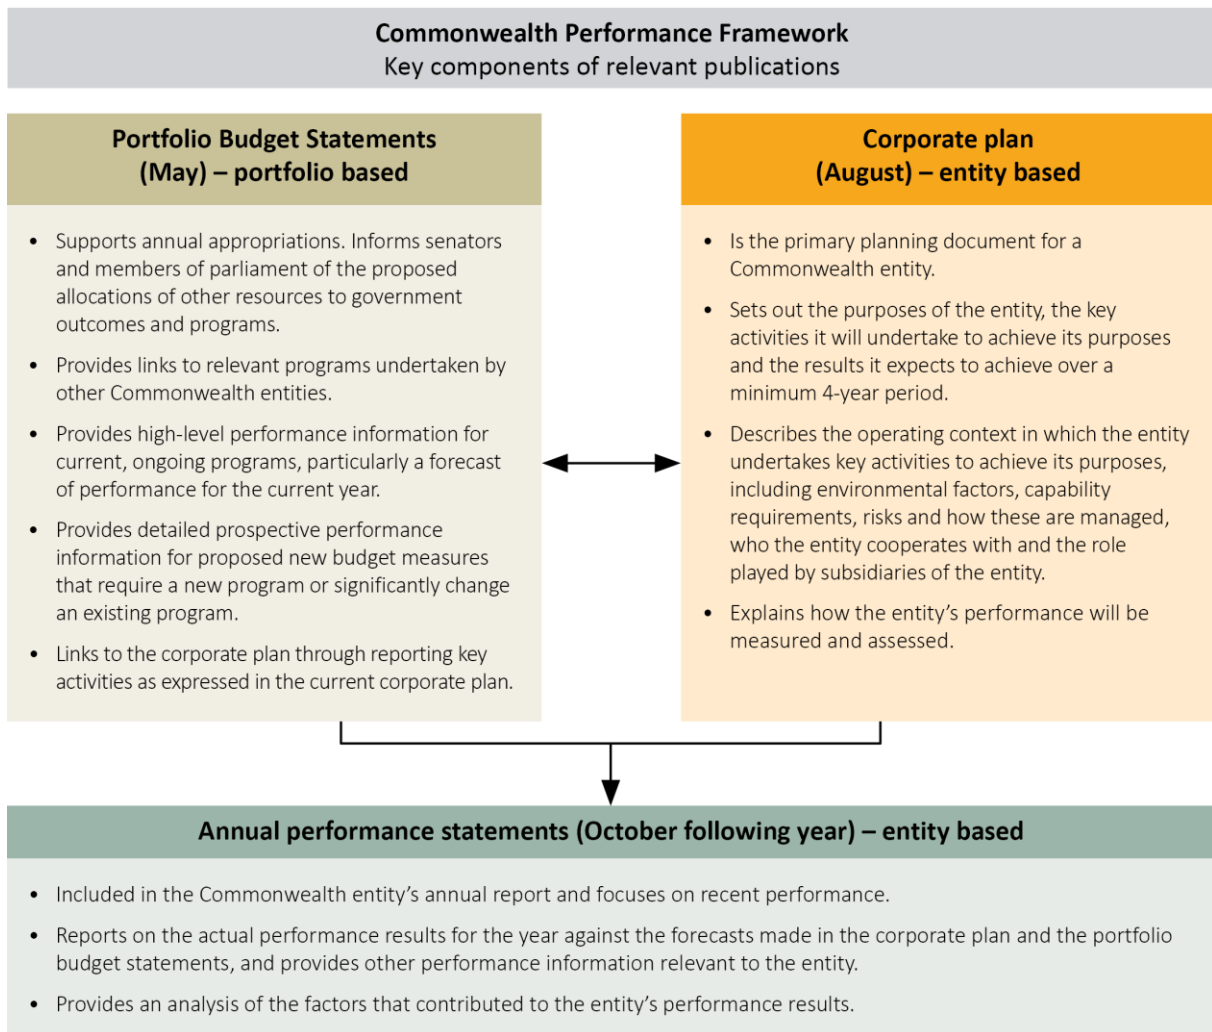 Commonwealth Performance Framework
Key components of relevant publications
Portfolio Budget Statements
(May) – portfolio based
• Supports annual appropriations. Informs senators
and members of parliament of the proposed
allocations of other resources to government
outcomes and programs.
• Provides links to relevant programs undertaken by
other Commonwealth entities.
• Provides high-level performance information for
current, ongoing programs, particularly a forecast
of performance for the current year.
• Provides detailed prospective performance
information for proposed new budget measures
that require a new program or significantly change
an existing program.
• Links to the corporate plan through reporting key
activities as expressed in the current corporate plan.
Corporate plan
(August) – entity based
• Is the primary planning document for a
Commonwealth entity.
• Sets out the purposes of the entity, the key
activities it will undertake to achieve its purposes
and the results it expects to achieve over a
minimum 4-year period.
• Describes the operating context in which the entity
undertakes key activities to achieve its purposes,
including environmental factors, capability
requirements, risks and how these are managed,
who the entity cooperates with and the role
played by subsidiaries of the entity.
• Explains how the entity’s performance will be
measured and assessed.
Annual performance statements (October following year) – entity based
• Included in the Commonwealth entity’s annual report and focuses on recent performance.
• Reports on the actual performance results for the year against the forecasts made in the corporate plan and the portfolio
budget statements, and provides other performance information relevant to the entity.
• Provides an analysis of the factors that contributed to the entity’s performance results.